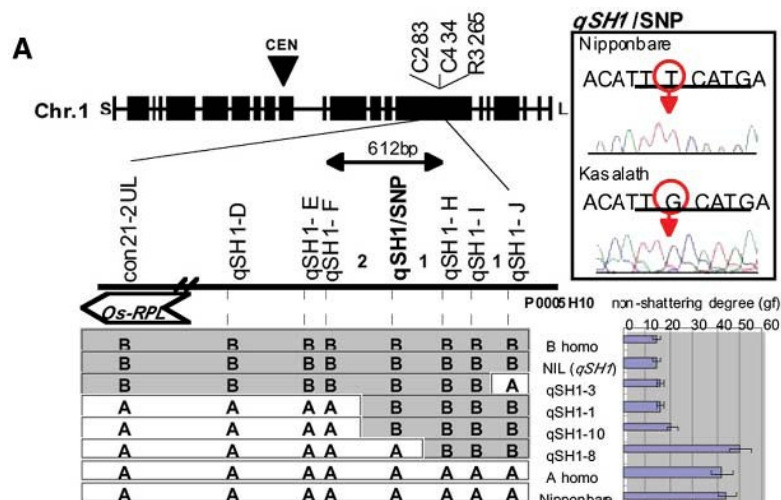 A
CEN
C283
C434
R3265
Chr.1 S L
612bp
con21-2UL
qSH1-D
qSH1- E
qSH1- F
2
qSH1/SNP
1
qSH1- H
qSH1- I
1
qSH1- J
Os-RPL
P0005H10
qSH1/SNP
Nipponbare
ACATT T CATGA
Kasalath
ACATT G CATGA
non-shattering degree (gf)
0 10 20 30 40 50 60
B B B B B B B B B homo
B B B B B B B B NIL (qSH1)
B B B B B B B A qSH1-3
A A A A B B B B qSH1-1
A A A A B B B B qSH1-10
A A A A A B B B qSH1-8
A A A A A A A A A homo
A A A A A A A A Nipponbare